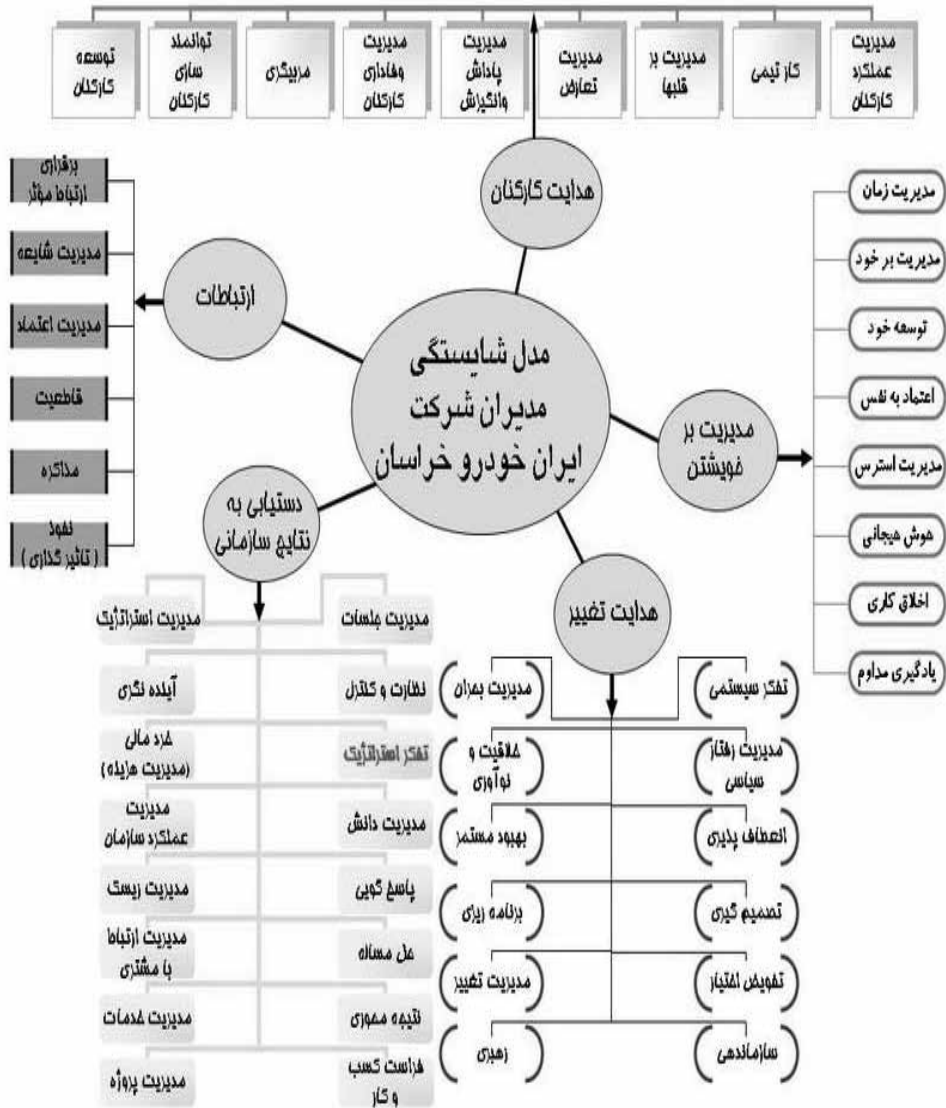 مدیریت
عملکرد
کارکنان
کار تیمی
مدیریت بر
قلبها
مدیریت
تعارض
مدیریت
پاداش
وانگیزش
مدیریت
وفاداری
کارکنان
مربیگری
توانمند
سازی
کارکنان
توسعه
کارکنان
هدایت کارکنان
ارتباطات
برقراری
ارتباط مؤثر
مدیریت شایعه
مدیریت اعتماد
قاطعیت
مذاکره
نفوذ
(تاثیر گذاری)
مدل شایستگی
مدیران شرکت
ایران خودرو خراسان
مدیریت بر
خویشتن
مدیریت زمان
مدیریت بر خود
توسعه خود
اعتماد به نفس
مدیریت استرس
هوش هیجانی
اخلاق کاری
یادگیری مداوم
دستیابی به
نتایج سازمانی
مدیریت جلسات
نظارت و کنترل
تفکر استراتژیک
مدیریت دانش
پاسخ گویی
حل مساله
نتیجه محوری
فراست کسب
و کار
مدیریت استراتژیک
آینده نگری
خرد مالی
(مدیریت هزینه)
مدیریت
عملکرد سازمان
مدیریت ریسک
مدیریت ارتباط
با مشتری
مدیریت خدمات
مدیریت پروژه
هدایت تغییر
تفکر سیستمی
مدیریت رفتار
سیاسی
انعطاف پذیری
تصمیم گیری
تفویض اختیار
سازماندهی
مدیریت بحران
خلاقیت و
نوآوری
بهبود مستمر
برنامه ریزی
مدیریت تغییر
رهبری